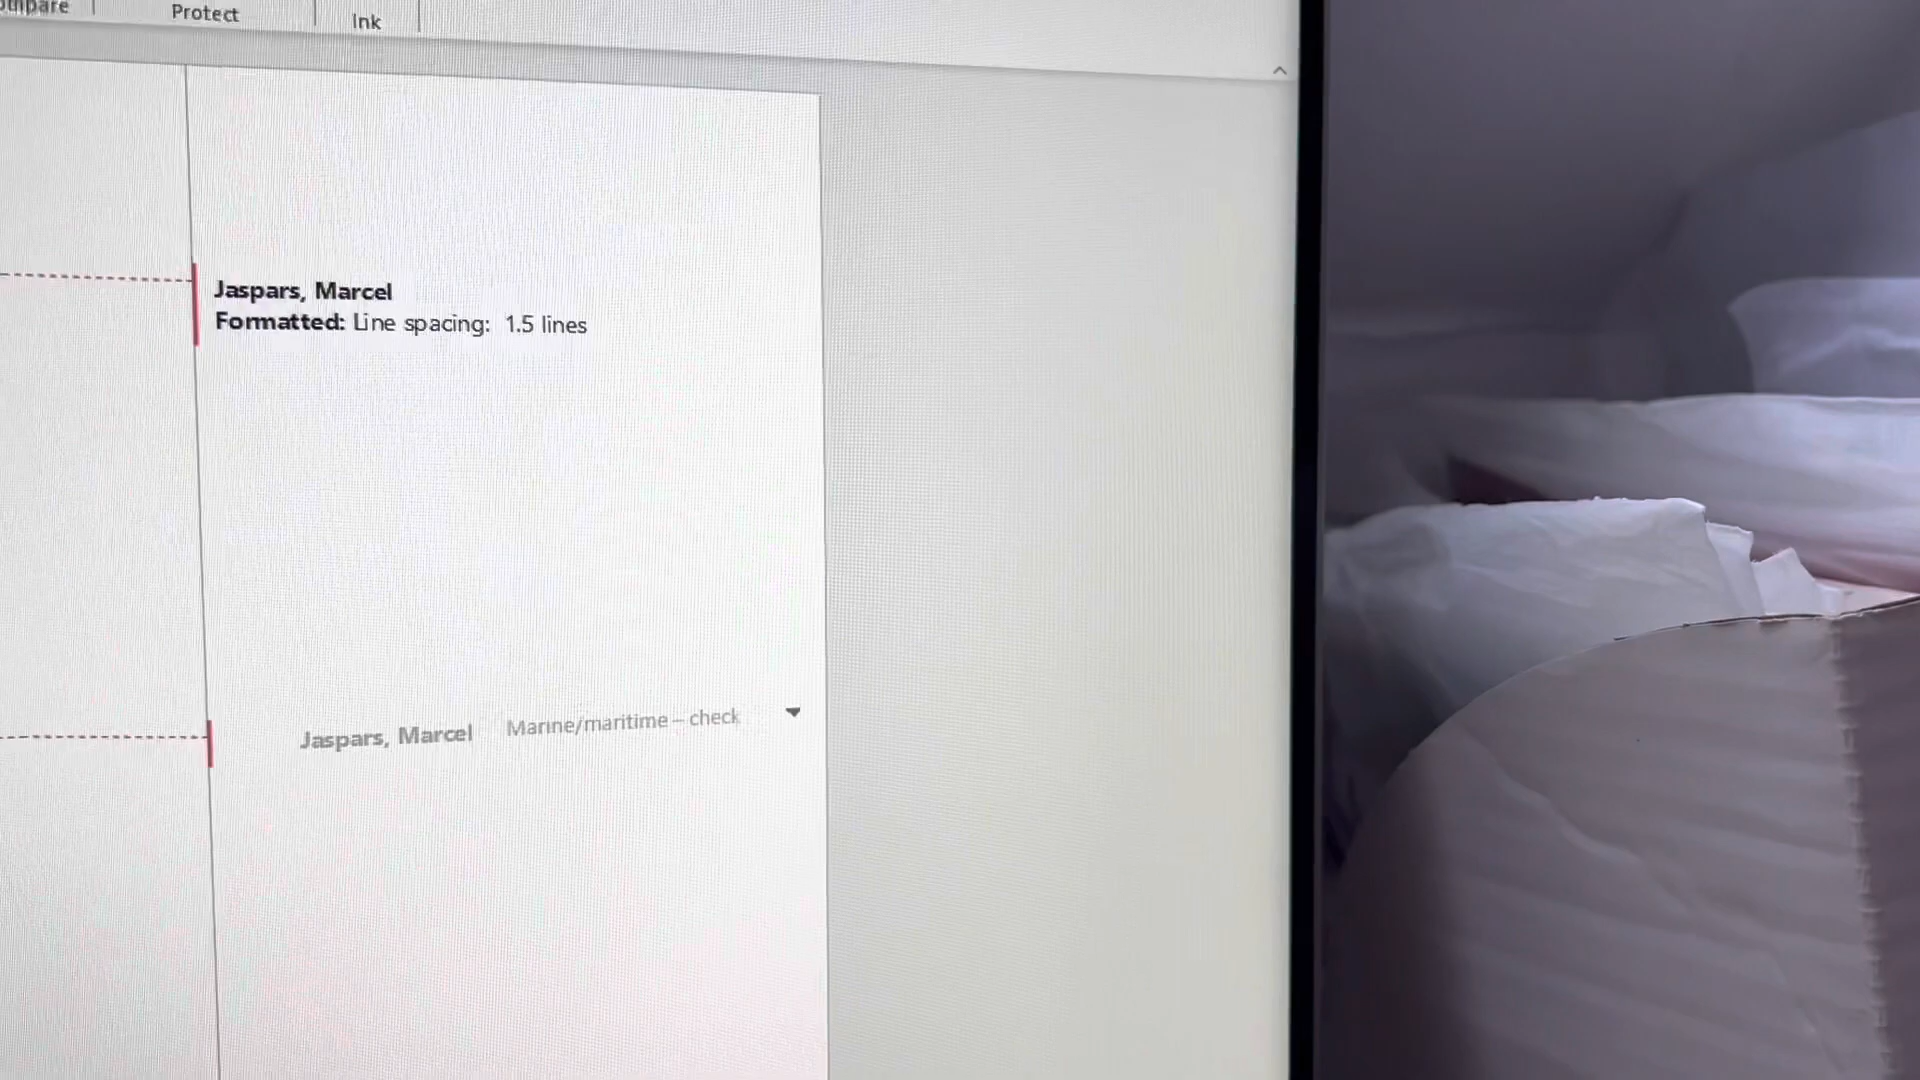 Protect
Ink
Jaspars, Marcel
Formatted: Line spacing: 1.5 lines
Jaspars, Marcel Marine/maritime – check